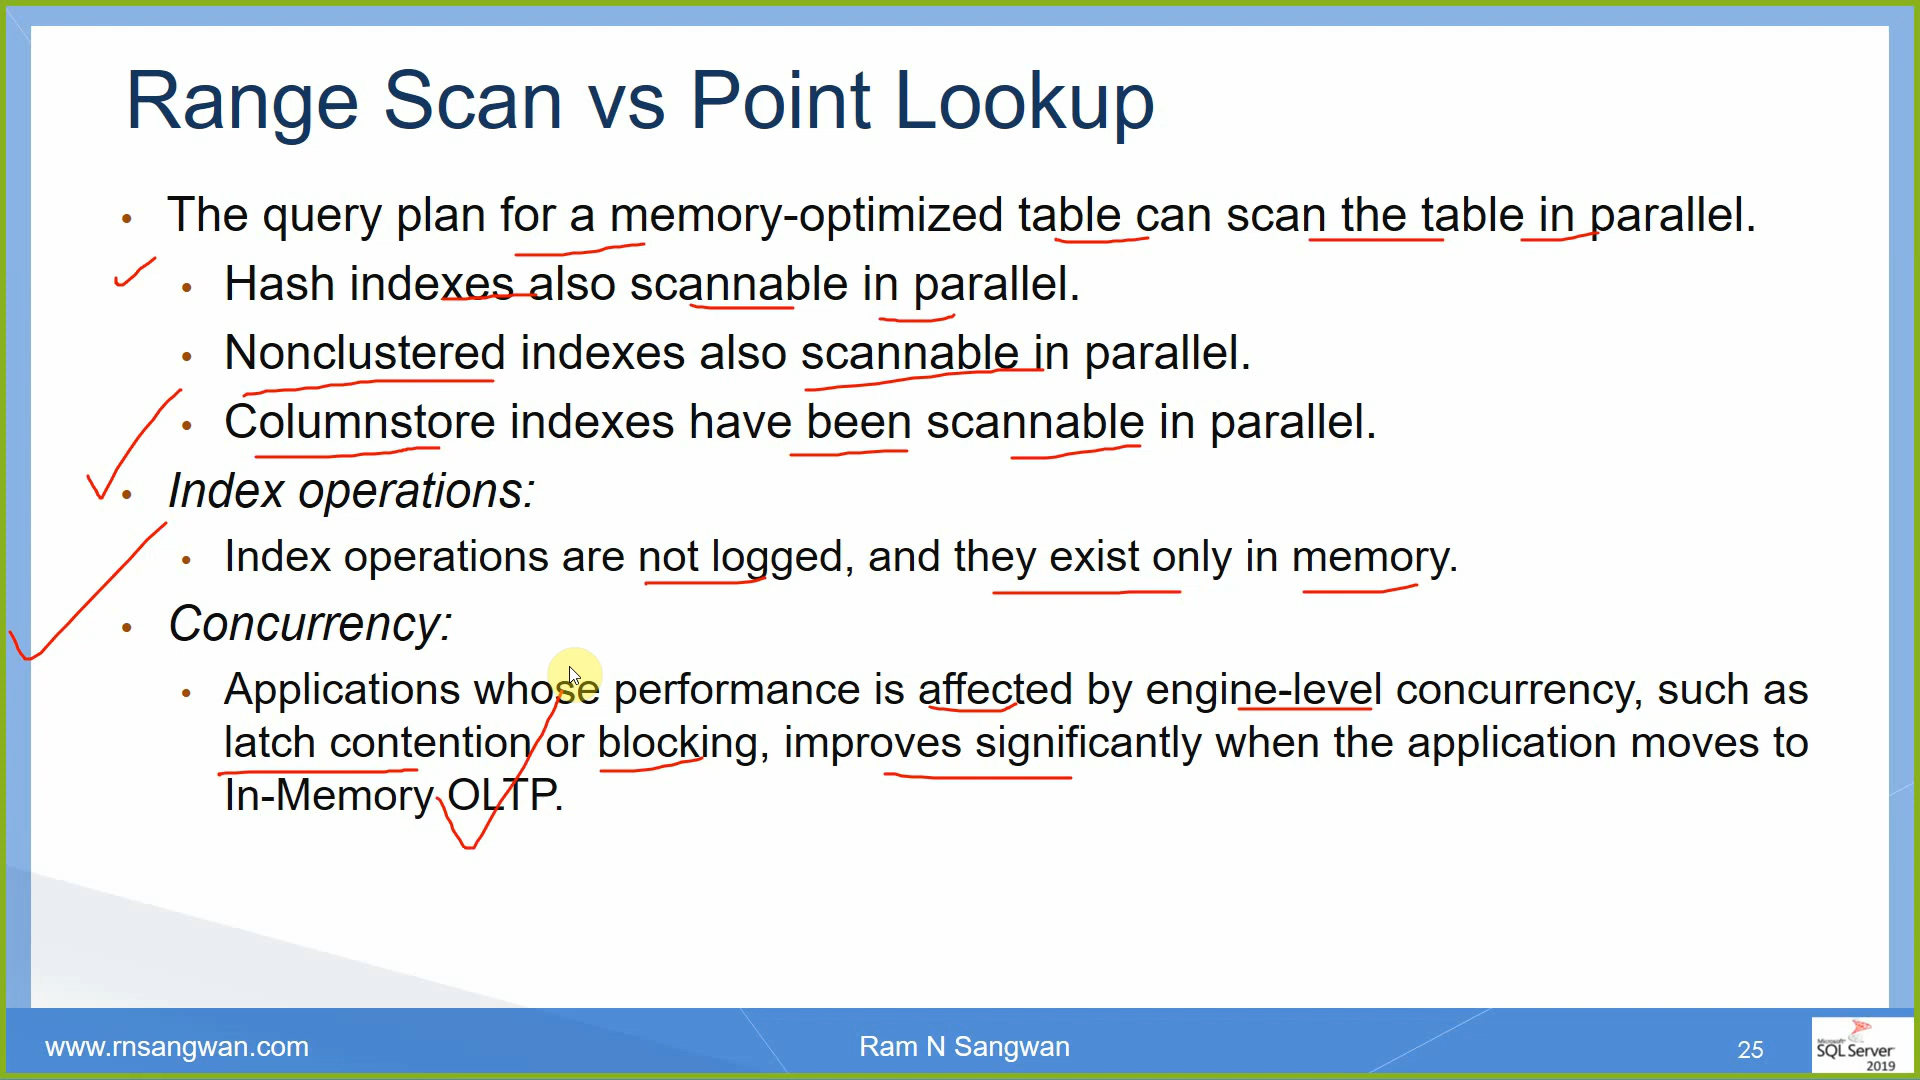 Range Scan vs Point Lookup
• The query plan for a memory-optimized table can scan the table in parallel.
• Hash indexes also scannable in parallel.
• Nonclustered indexes also scannable in parallel.
• Columnstore indexes have been scannable in parallel.
• Index operations:
• Index operations are not logged, and they exist only in memory.
• Concurrency:
• Applications whose performance is affected by engine-level concurrency, such as
latch contention or blocking, improves significantly when the application moves to
In-Memory OLTP.
www.rnsangwan.com
Ram N Sangwan
25
Microsoft
SQL Server
2019